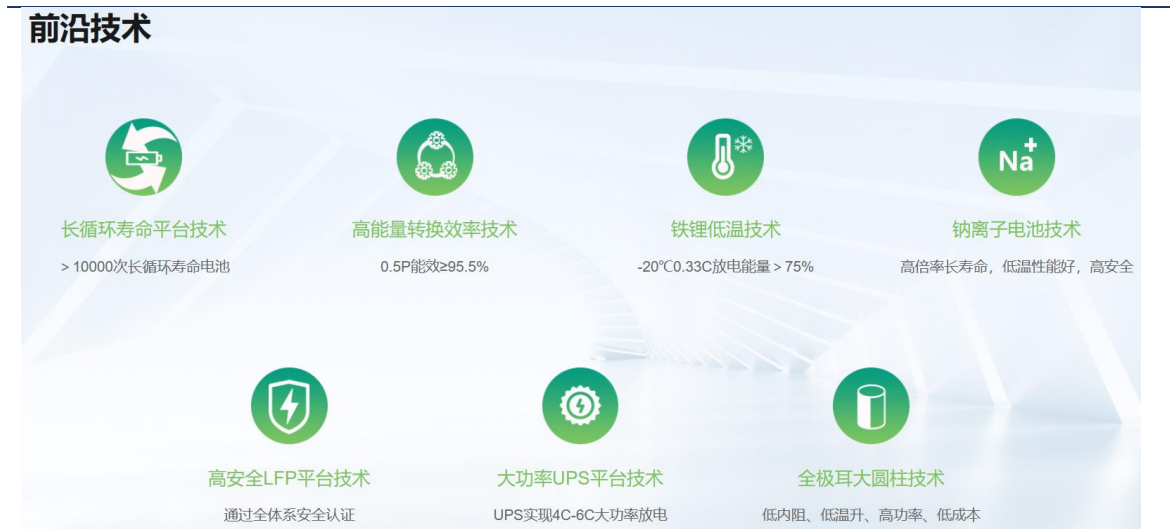 前沿技术
Na+
长循环寿命平台技术
高能量转换效率技术
铁锂低温技术
钠离子电池技术
> 10000次长循环寿命电池
0.5P能效≥95.5%
-20℃0.33C放电能量 > 75%
高倍率长寿命，低温性能好，高安全
高安全LFP平台技术
大功率UPS平台技术
全极耳大圆柱技术
通过全体系安全认证
UPS实现4C-6C大功率放电
低内阻、低温升、高功率、低成本